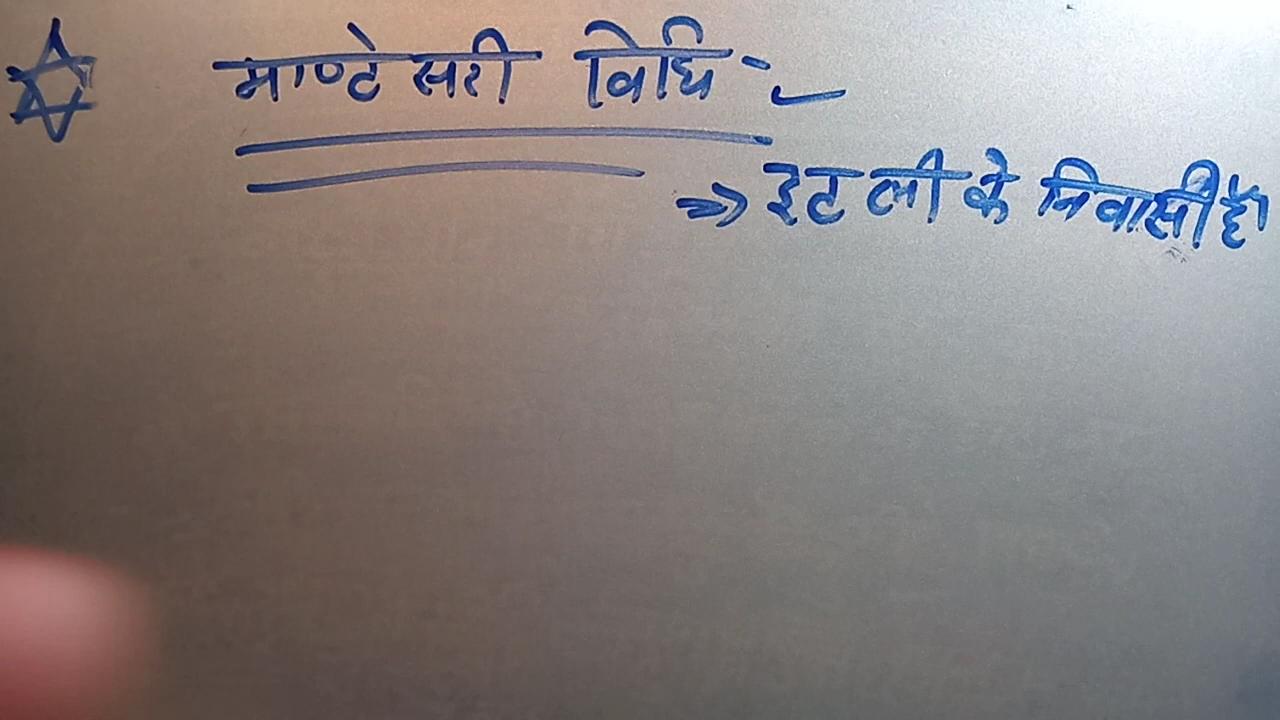 माण्टेसरी विधि :-
⇒ इटली के निवासी हैं।